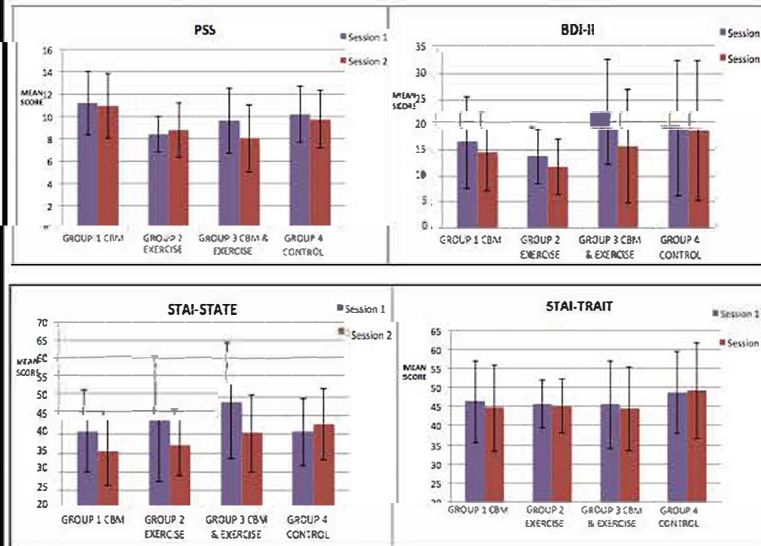 PSS
Session 1
Session 2
MEAN
SCORE
16
14
12
10
8
6
4
2
GROUP 1 CBM
GROUP 2
EXERCISE
GROUP 3 CBM &
EXERCISE
GROUP 4
CONTROL
BDI-II
Session
Session
MEAN
SCORE
35
30
25
20
15
10
5
0
GROUP 1 CBM
GROUP 2
EXERCISE
GROUP 3 CBM
& EXERCISE
GROUP 4
CONTROL
STAI-STATE
Session 1
Session 2
MEAN
SCORE
70
65
60
55
50
45
40
35
30
25
20
GROUP 1 CBM
GROUP 2
EXERCISE
GROUP 3 CBM
& EXERCISE
GROUP 4
CONTROL
STAI-TRAIT
Session 1
Session
MEAN
SCORE
65
60
55
50
45
40
35
30
25
GROUP 1 CBM
GROUP 2
EXERCISE
GROUP 3 CBM
& EXERCISE
GROUP 4
CONTROL